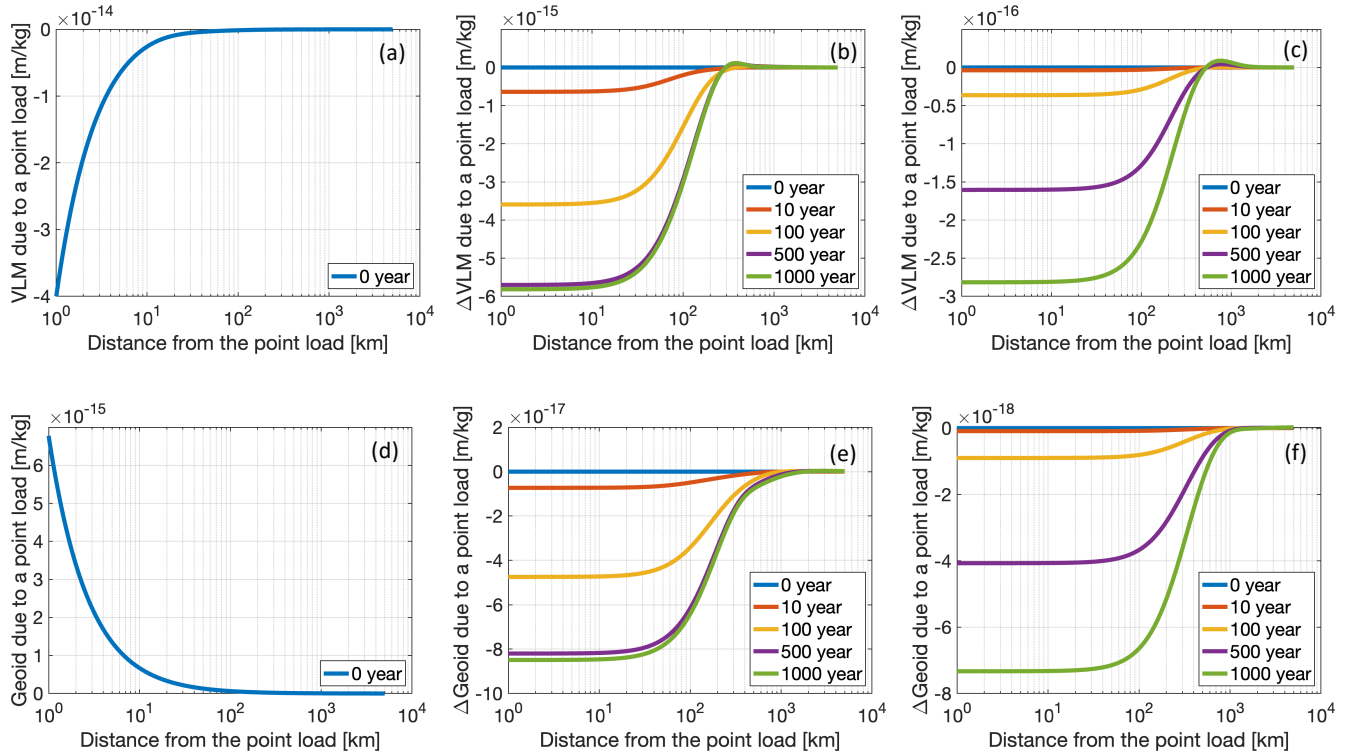 ×10-14
(a)
VLM due to a point load [m/kg]
0
-1
-2
-3
-4
0 year
100
101
102
103
104
Distance from the point load [km]
×10-15
(b)
ΔVLM due to a point load [m/kg]
0
-1
-2
-3
-4
-5
-6
0 year
10 year
100 year
500 year
1000 year
100
101
102
103
104
Distance from the point load [km]
×10-16
(c)
ΔVLM due to a point load [m/kg]
0
-0.5
-1
-1.5
-2
-2.5
-3
0 year
10 year
100 year
500 year
1000 year
100
101
102
103
104
Distance from the point load [km]
×10-15
(d)
Geoid due to a point load [m/kg]
6
5
4
3
2
1
0
0 year
100
101
102
103
104
Distance from the point load [km]
×10-17
(e)
ΔGeoid due to a point load [m/kg]
2
0
-2
-4
-6
-8
-10
0 year
10 year
100 year
500 year
1000 year
100
101
102
103
104
Distance from the point load [km]
×10-18
(f)
ΔGeoid due to a point load [m/kg]
0
-2
-4
-6
-8
0 year
10 year
100 year
500 year
1000 year
100
101
102
103
104
Distance from the point load [km]